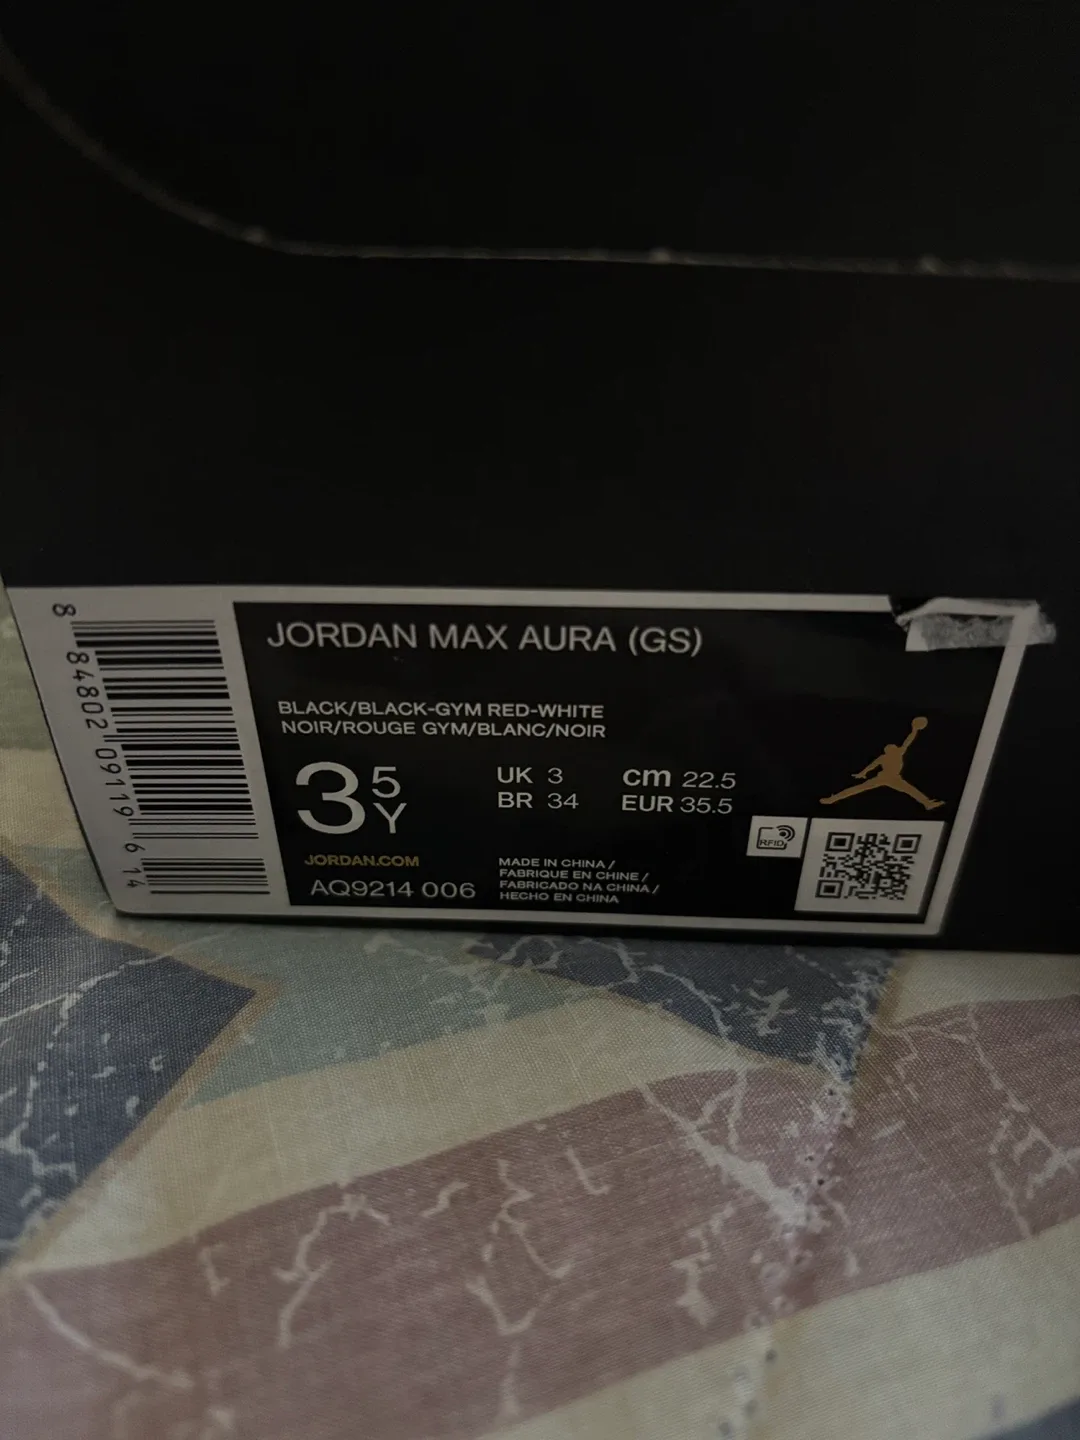 JORDAN MAX AURA (GS)
BLACK/BLACK-GYM RED-WHITE
NOIR/ROUGE GYM/BLANC/NOIR
3 5 Y
UK 3
BR 34
cm 22.5
EUR 35.5
JORDAN.COM
AQ9214 006
MADE IN CHINA /
FABRIQUE EN CHINE /
FABRICADO NA CHINA /
HECHO EN CHINA
RFID
8 84802 09119 6 14